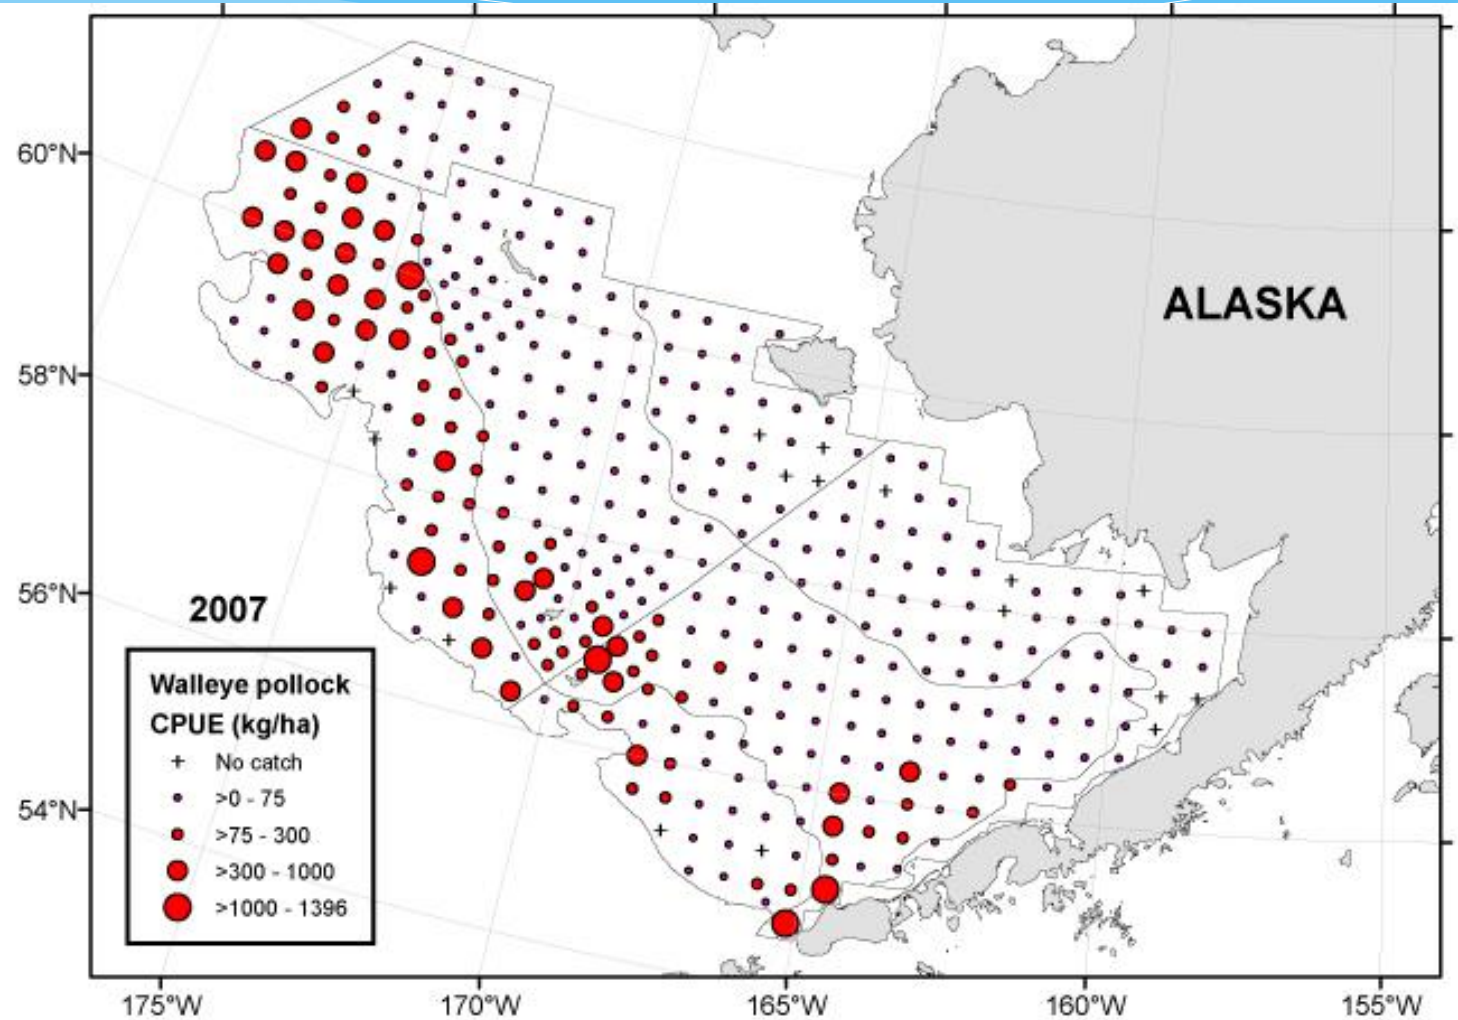 60°N
58°N
56°N
54°N
ALASKA
2007
Walleye pollock
CPUE (kg/ha)
+ No catch
>0 - 75
>75 - 300
>300 - 1000
>1000 - 1396
175°W 170°W 165°W 160°W 155°W